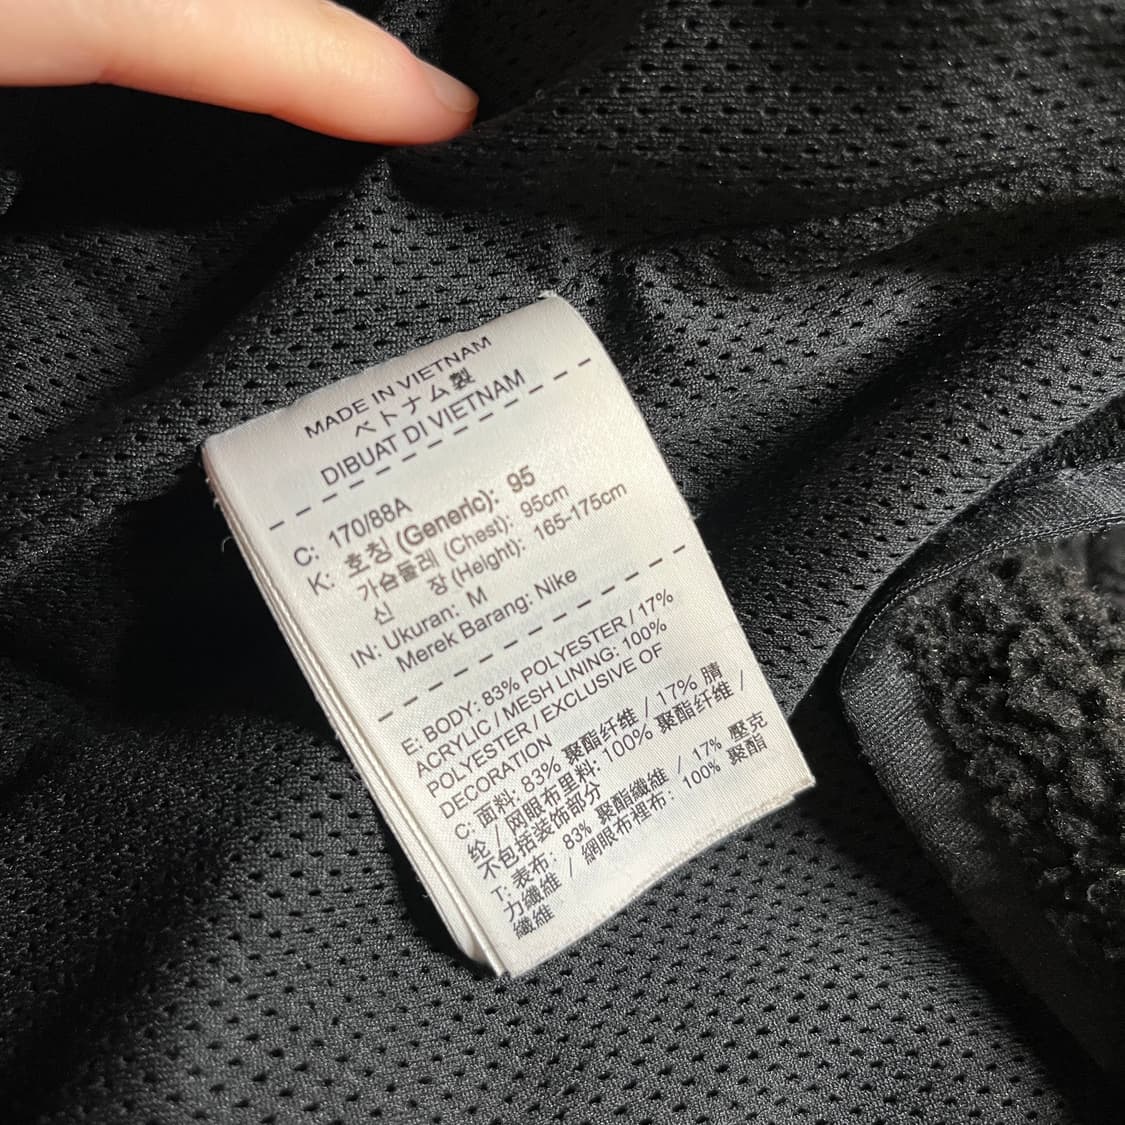 MADE IN VIETNAM
ベトナム製
DIBUAT DI VIETNAM
C: 170/88A
K: 호칭 (Generic): 95
가슴둘레 (Chest): 95cm
신 장 (Height): 165-175cm
IN: Ukuran: M
Merek Barang: Nike
E: BODY: 83% POLYESTER / 17%
ACRYLIC / MESH LINING: 100%
POLYESTER / EXCLUSIVE OF
DECORATION
C: 面料: 83% 聚酯纤维 / 17% 腈
纶 / 网眼布里料: 100% 聚酯纤维 /
不包括装饰部分
T: 表布: 83% 聚酯纖維 / 17% 壓克
力纖維 / 網眼布裡布: 100% 聚酯
纖維